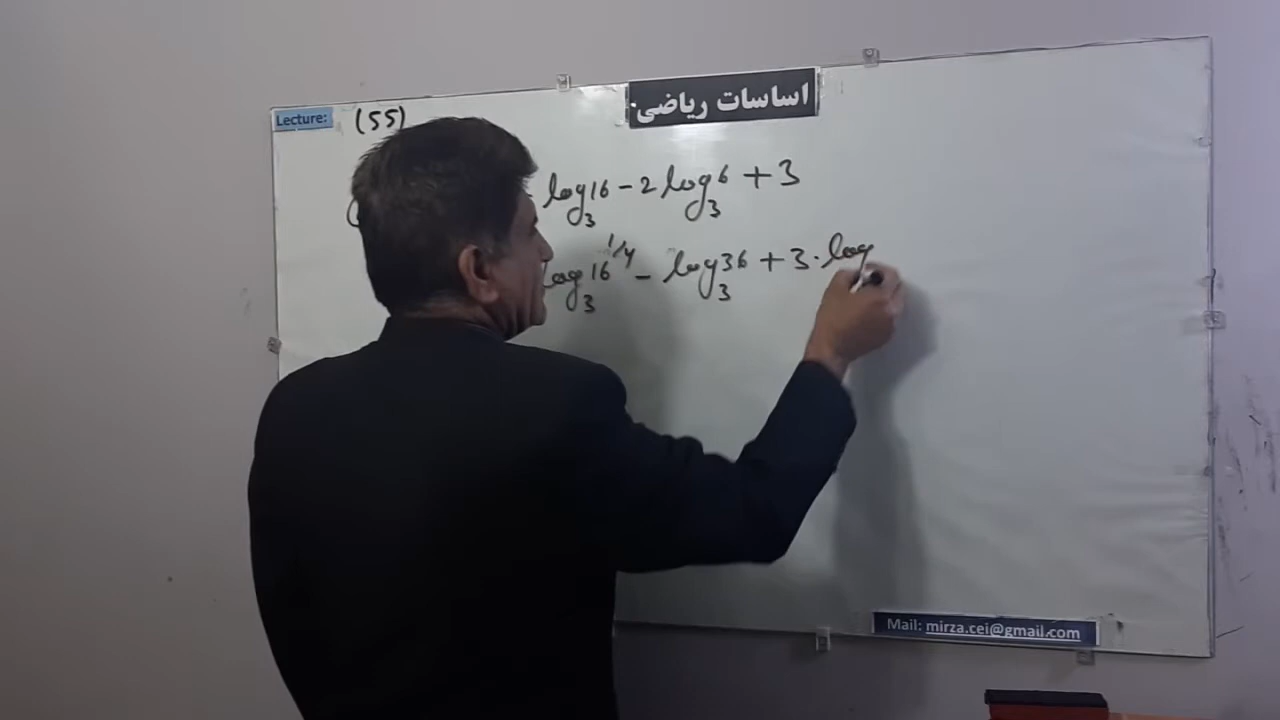 اساسات ریاضی
Lecture: (55)
log₃16 - 2 log₃6 + 3
log₃16^1/4 - log₃36 + 3 . log
Mail: mirza.cei@gmail.com